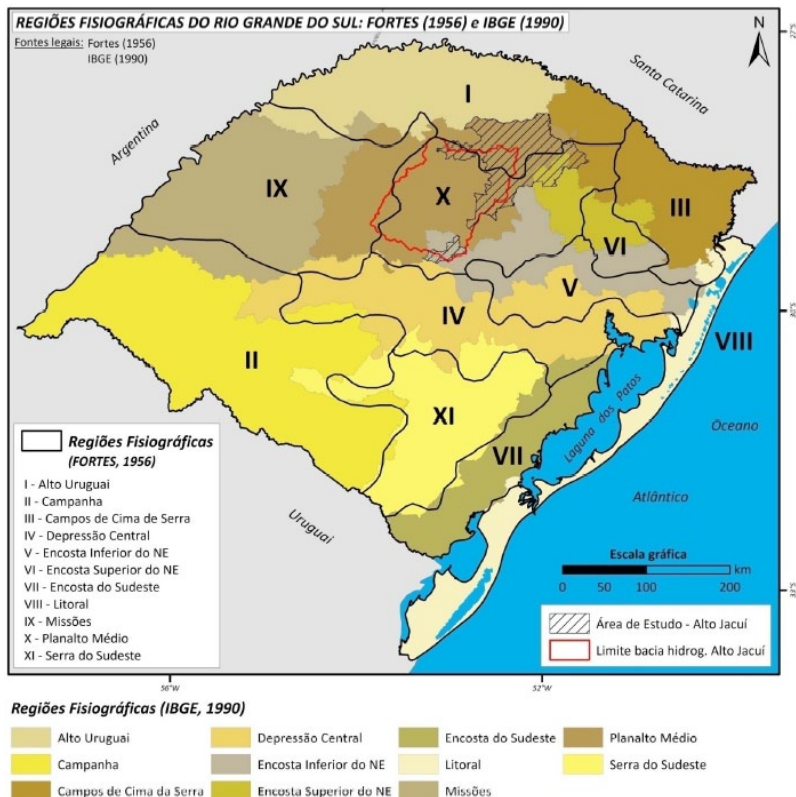 REGIÕES FISIOGRÁFICAS DO RIO GRANDE DO SUL: FORTES (1956) e IBGE (1990)
Fontes legais: Fortes (1956)
IBGE (1990)
N
27°S
Santa Catarina
Argentina
I
IX
X
III
VI
V
30°S
IV
VIII
II
XI
Laguna dos Patos
Oceano
VII
Atlântico
Uruguai
Regiões Fisiográficas
(FORTES, 1956)
I - Alto Uruguai
II - Campanha
III - Campos de Cima de Serra
IV - Depressão Central
V - Encosta Inferior do NE
VI - Encosta Superior do NE
VII - Encosta do Sudeste
VIII - Litoral
IX - Missões
X - Planalto Médio
XI - Serra do Sudeste
Escala gráfica
km
0 50 100 200
33°S
Área de Estudo - Alto Jacuí
Limite bacia hidrog. Alto Jacuí
56°W 52°W
Regiões Fisiográficas (IBGE, 1990)
Alto Uruguai Depressão Central Encosta do Sudeste Planalto Médio
Campanha Encosta Inferior do NE Litoral Serra do Sudeste
Campos de Cima da Serra Encosta Superior do NE Missões